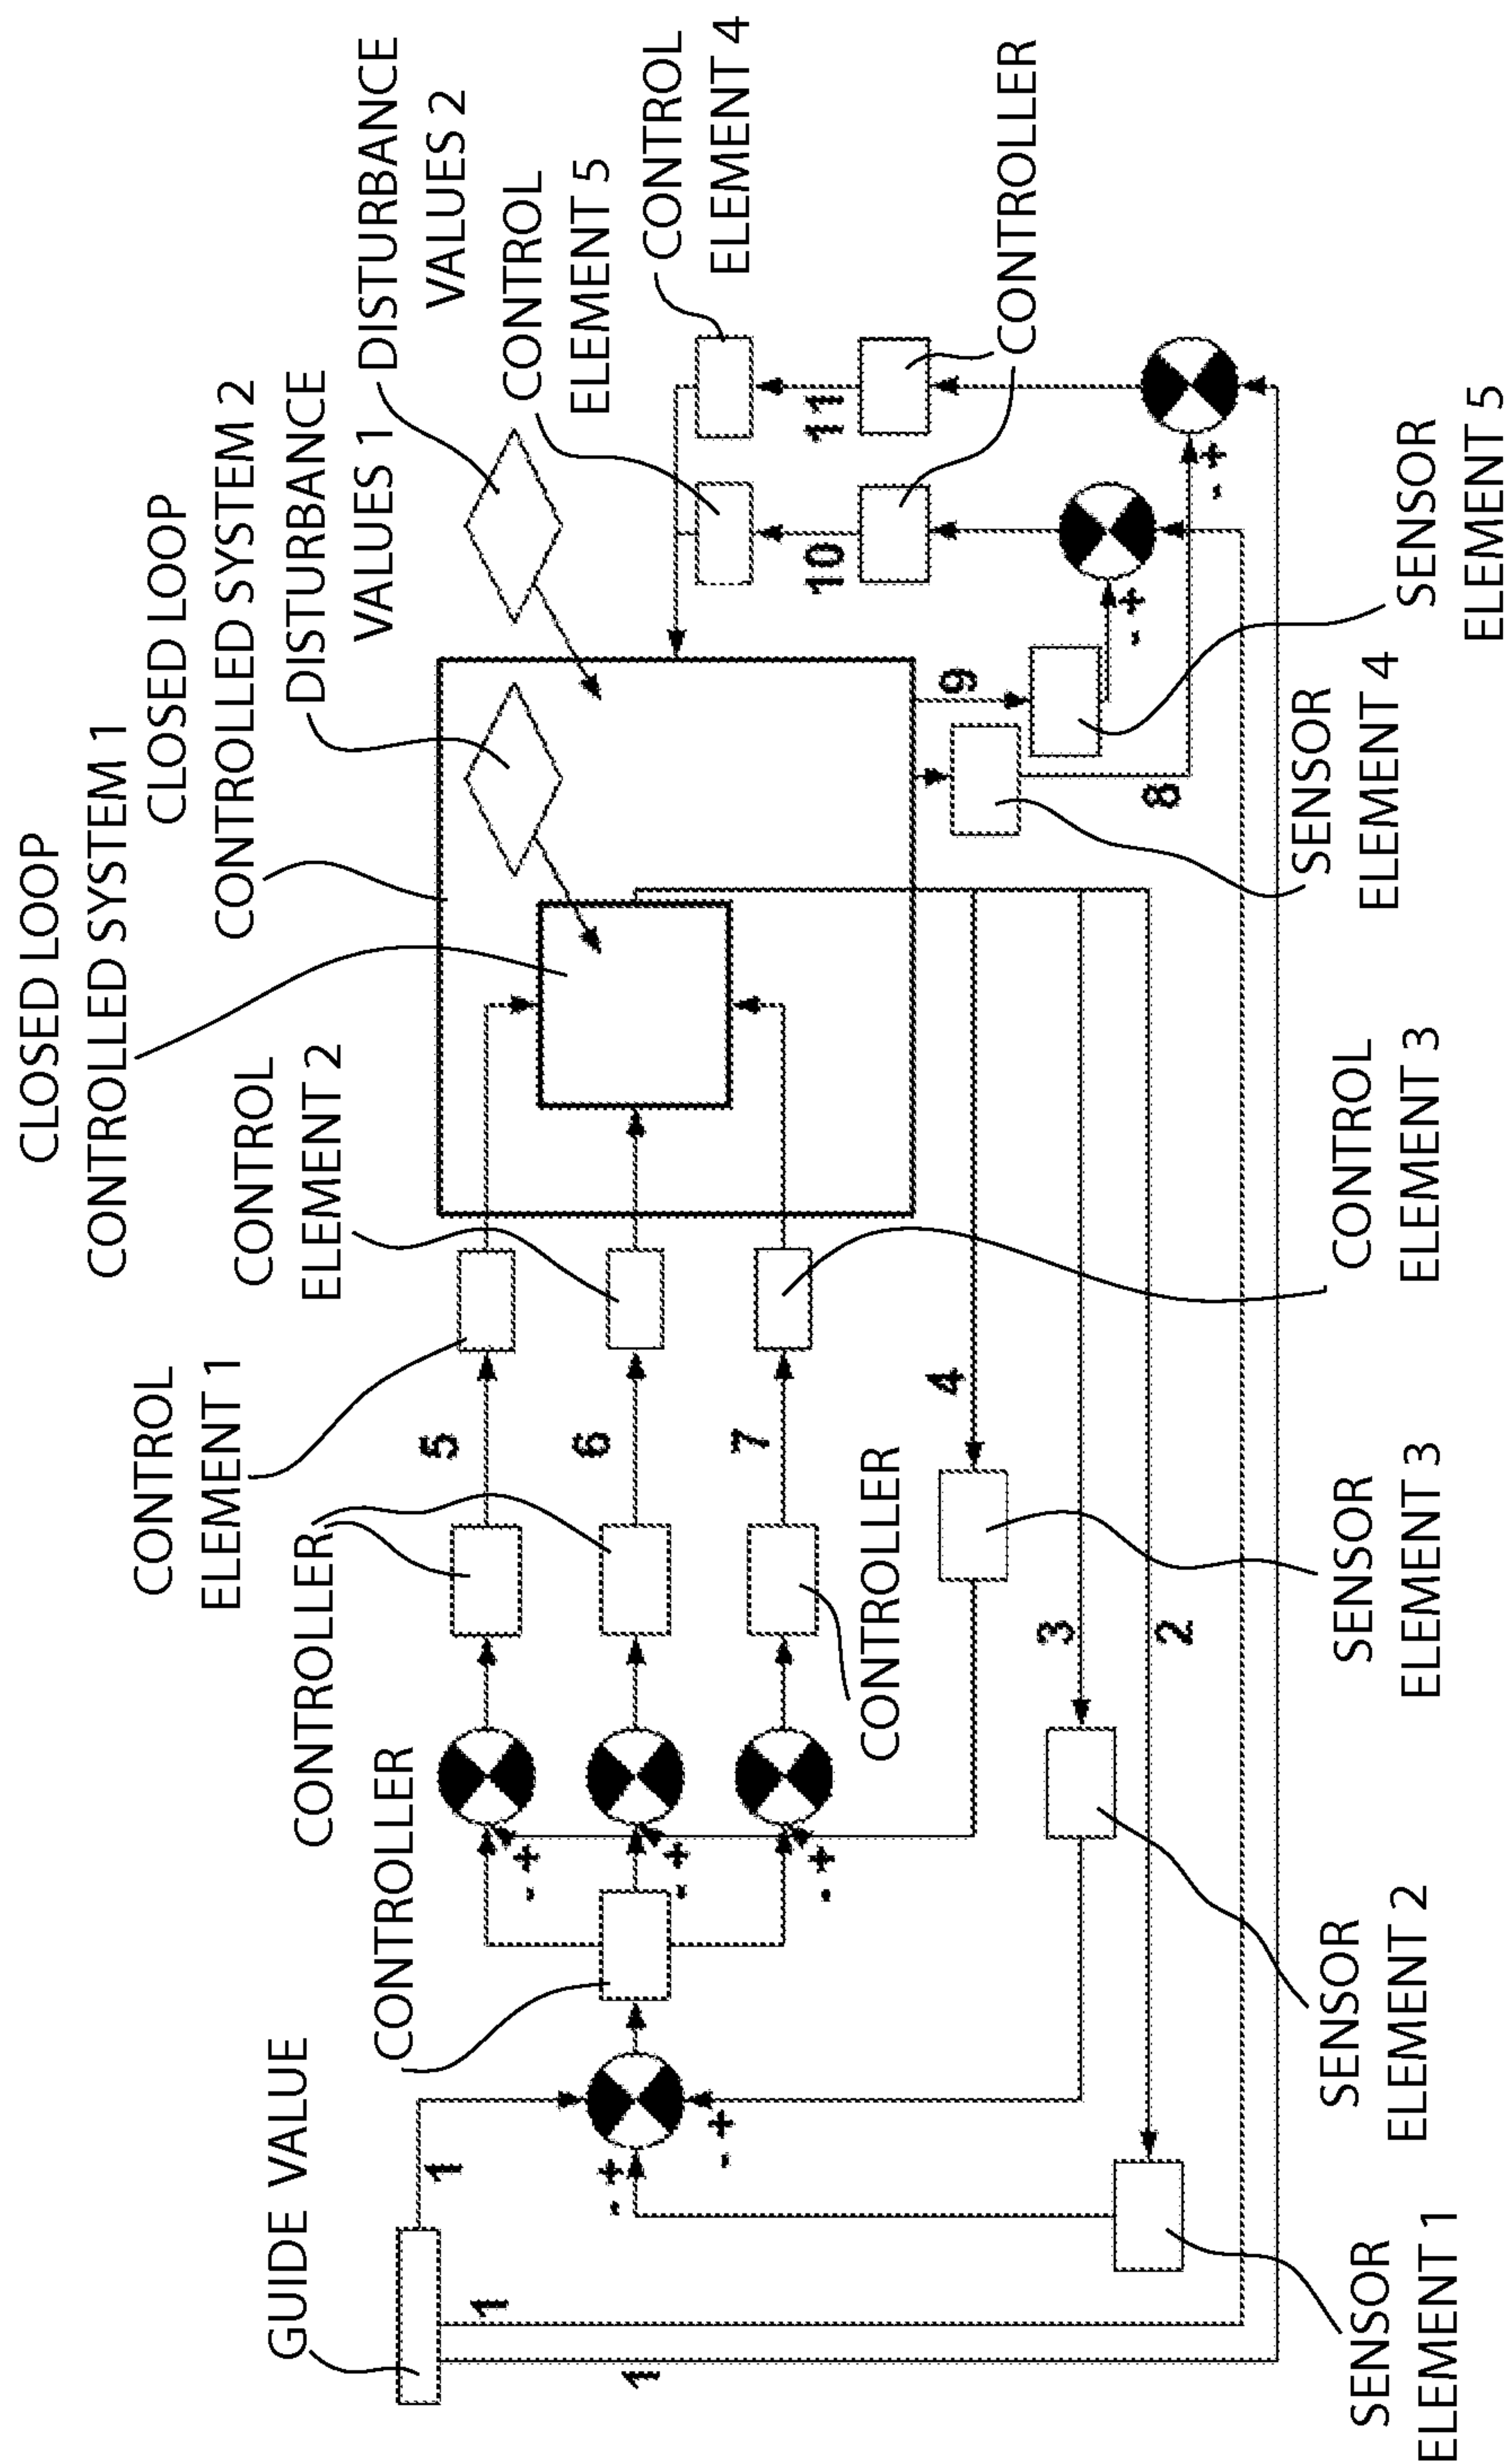 CLOSED LOOP
CONTROLLED SYSTEM 1
CLOSED LOOP
CONTROLLED SYSTEM 2
DISTURBANCE
VALUES 1
DISTURBANCE
VALUES 2
CONTROL
ELEMENT 5
CONTROL
ELEMENT 4
CONTROLLER
CONTROL
ELEMENT 2
CONTROL
ELEMENT 1
CONTROLLER
CONTROLLER
GUIDE VALUE
1
1
1
5
6
7
- +
- +
- +
- +
- +
CONTROLLER
4
3
2
9
8
10
11
- +
- +
SENSOR
ELEMENT 1
SENSOR
ELEMENT 2
SENSOR
ELEMENT 3
CONTROL
ELEMENT 3
SENSOR
ELEMENT 4
SENSOR
ELEMENT 5